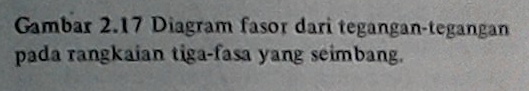 Gambar 2.17 Diagram fasor dari tegangan-tegangan
pada rangkaian tiga-fasa yang seimbang.